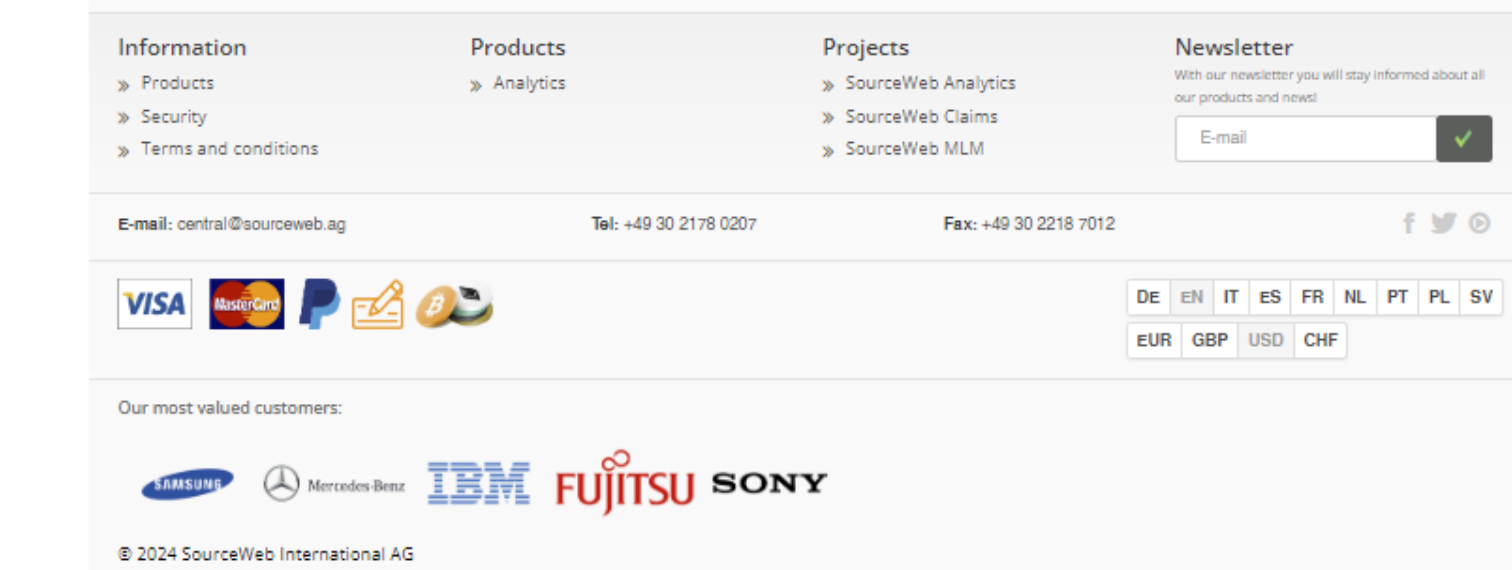 Information
Products
Security
Terms and conditions
Products
Analytics
Projects
SourceWeb Analytics
SourceWeb Claims
SourceWeb MLM
Newsletter
With our newsletter you will stay informed about all
our products and news!
E-mail
E-mail: central@sourceweb.ag
Tel: +49 30 2178 0207
Fax: +49 30 2218 7012
VISA MasterCard
DE EN IT ES FR NL PT PL SV
EUR GBP USD CHF
Our most valued customers:
SAMSUNG Mercedes-Benz IBM FUJITSU SONY
© 2024 SourceWeb International AG